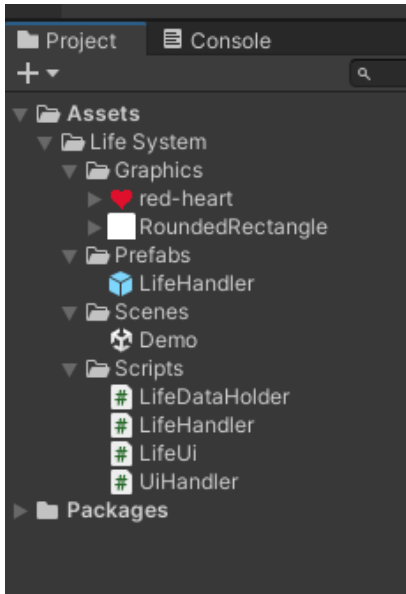 Project Console
Assets
Life System
Graphics
red-heart
RoundedRectangle
Prefabs
LifeHandler
Scenes
Demo
Scripts
# LifeDataHolder
# LifeHandler
# LifeUi
# UiHandler
Packages